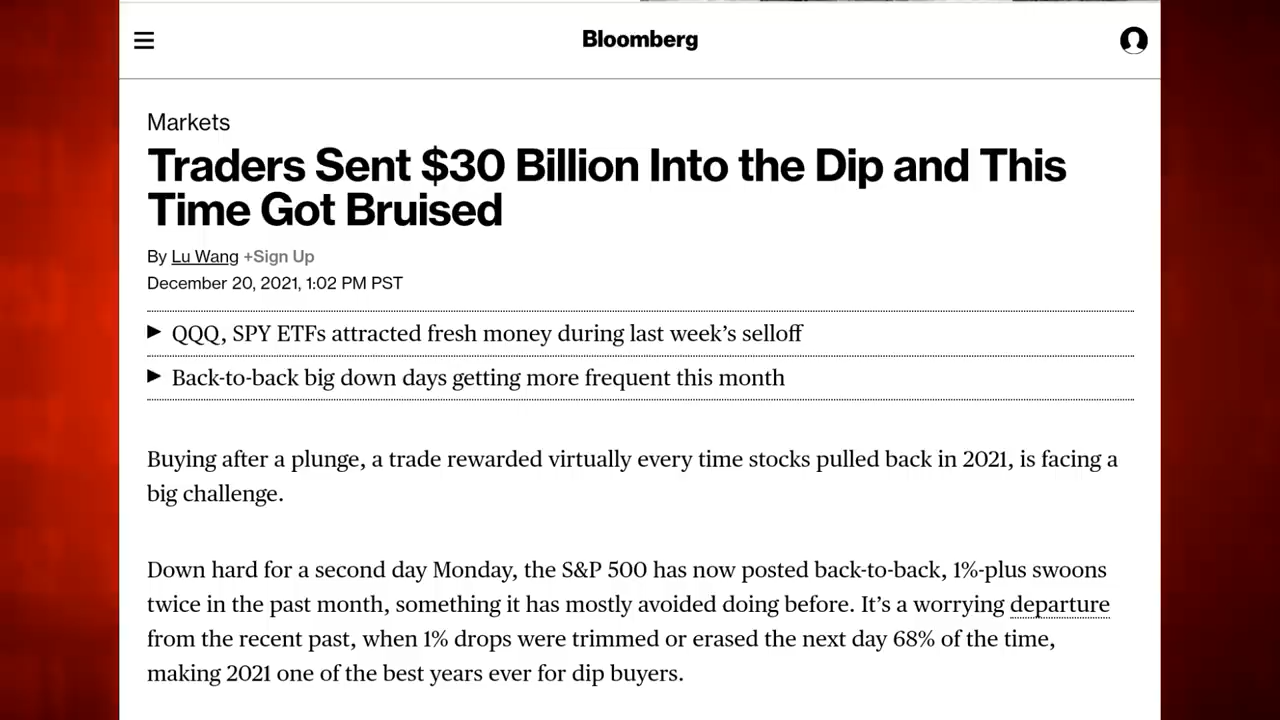 Bloomberg
Markets
Traders Sent $30 Billion Into the Dip and This
Time Got Bruised
By Lu Wang +Sign Up
December 20, 2021, 1:02 PM PST
QQQ, SPY ETFs attracted fresh money during last week’s selloff
Back-to-back big down days getting more frequent this month
Buying after a plunge, a trade rewarded virtually every time stocks pulled back in 2021, is facing a
big challenge.
Down hard for a second day Monday, the S&P 500 has now posted back-to-back, 1%-plus swoons
twice in the past month, something it has mostly avoided doing before. It’s a worrying departure
from the recent past, when 1% drops were trimmed or erased the next day 68% of the time,
making 2021 one of the best years ever for dip buyers.